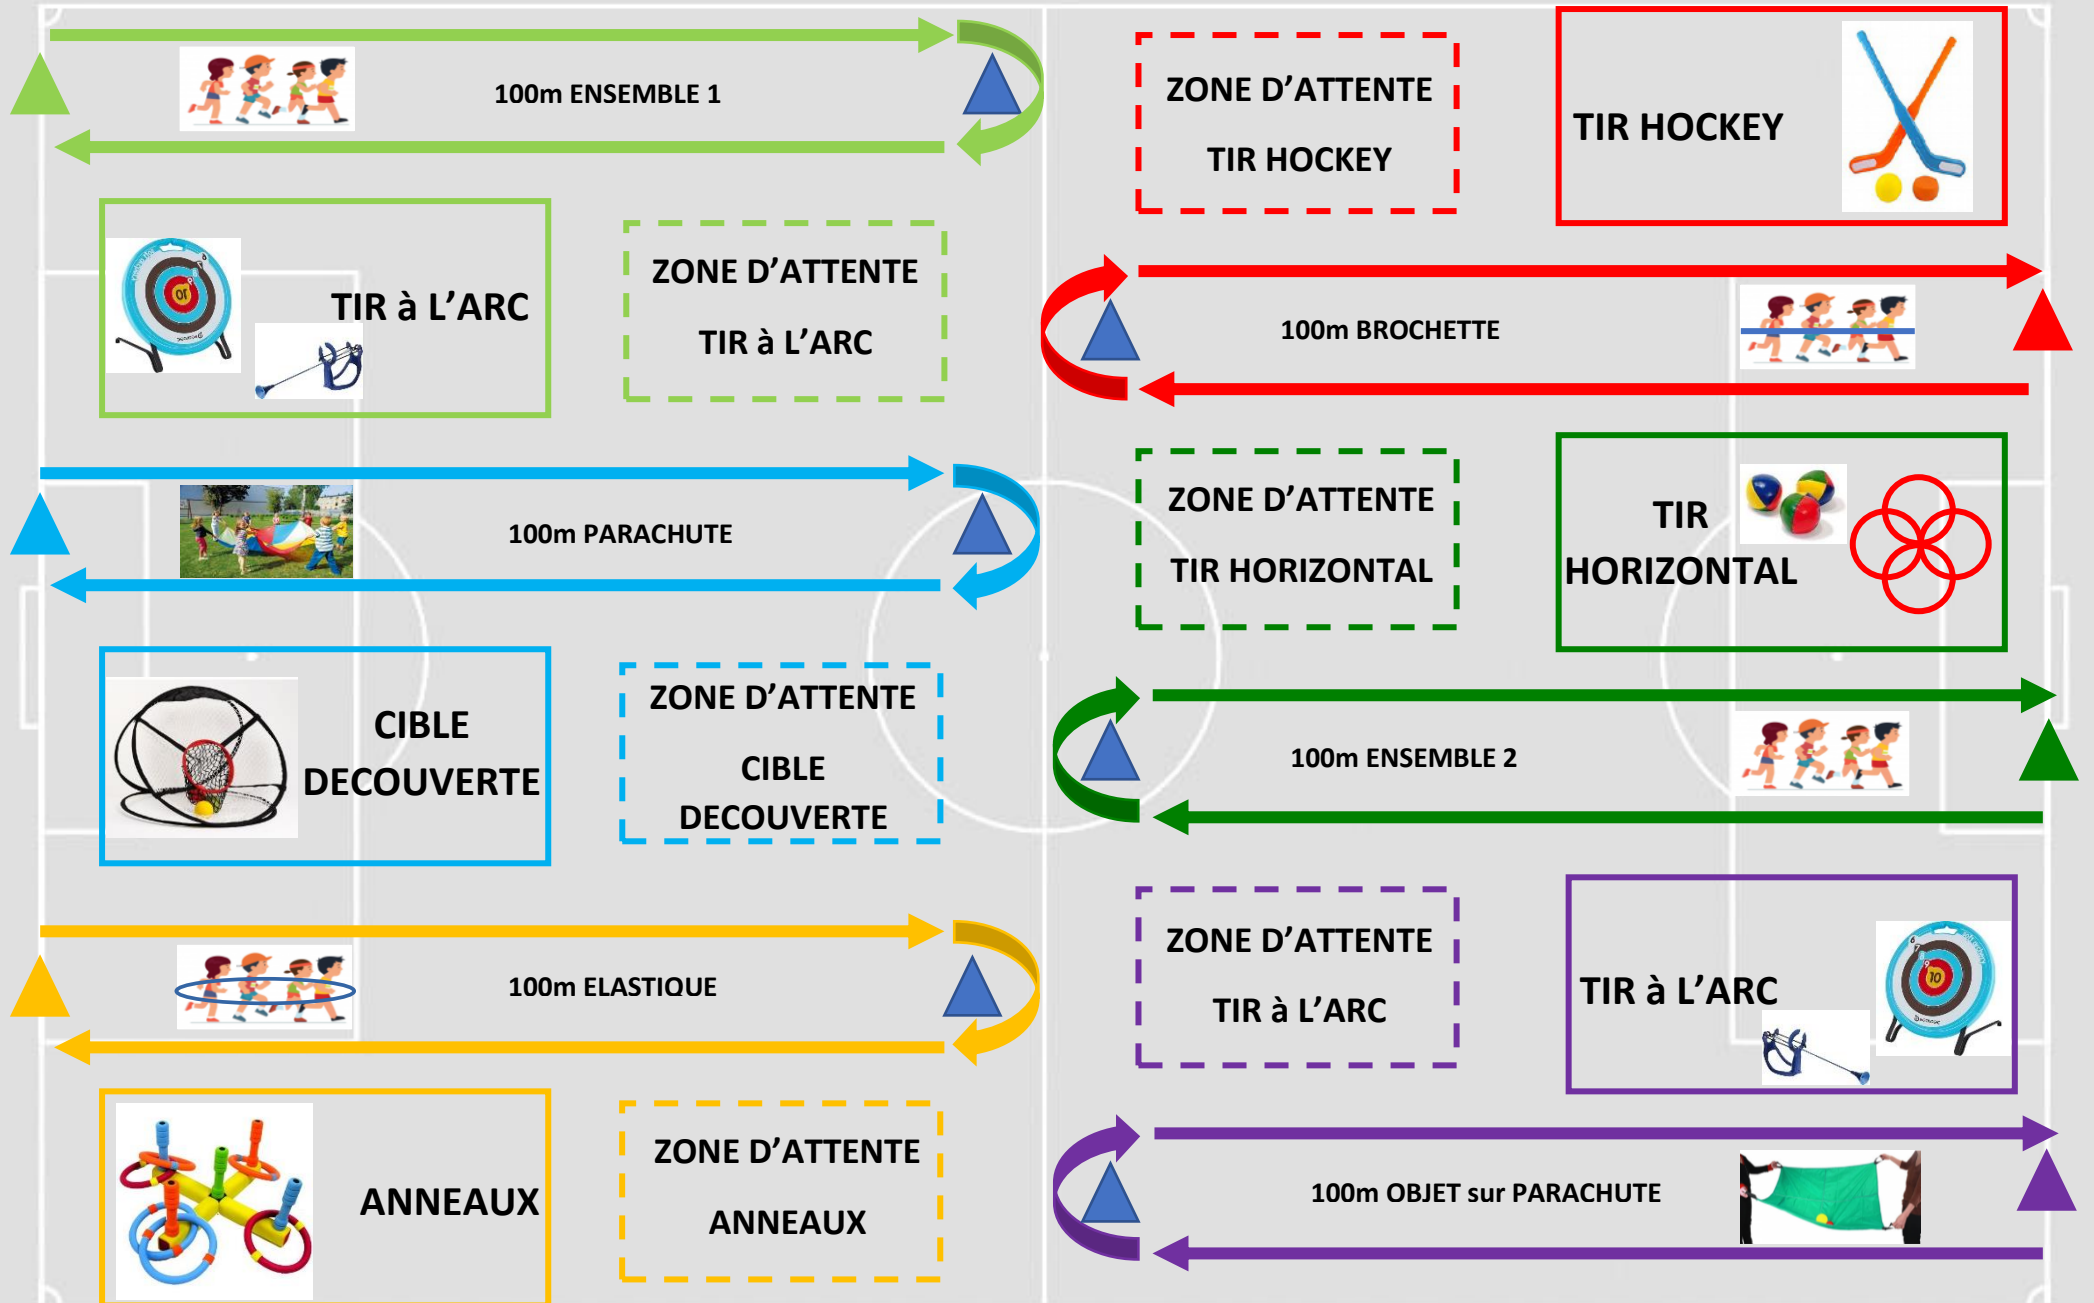 100m ENSEMBLE 1
ZONE D’ATTENTE
TIR HOCKEY
TIR HOCKEY
TIR à L’ARC
ZONE D’ATTENTE
TIR à L’ARC
100m BROCHETTE
100m PARACHUTE
ZONE D’ATTENTE
TIR HORIZONTAL
TIR
HORIZONTAL
CIBLE
DECOUVERTE
ZONE D’ATTENTE
CIBLE
DECOUVERTE
100m ENSEMBLE 2
100m ELASTIQUE
ZONE D’ATTENTE
TIR à L’ARC
TIR à L’ARC
10
ANNEAUX
ZONE D’ATTENTE
ANNEAUX
100m OBJET sur PARACHUTE